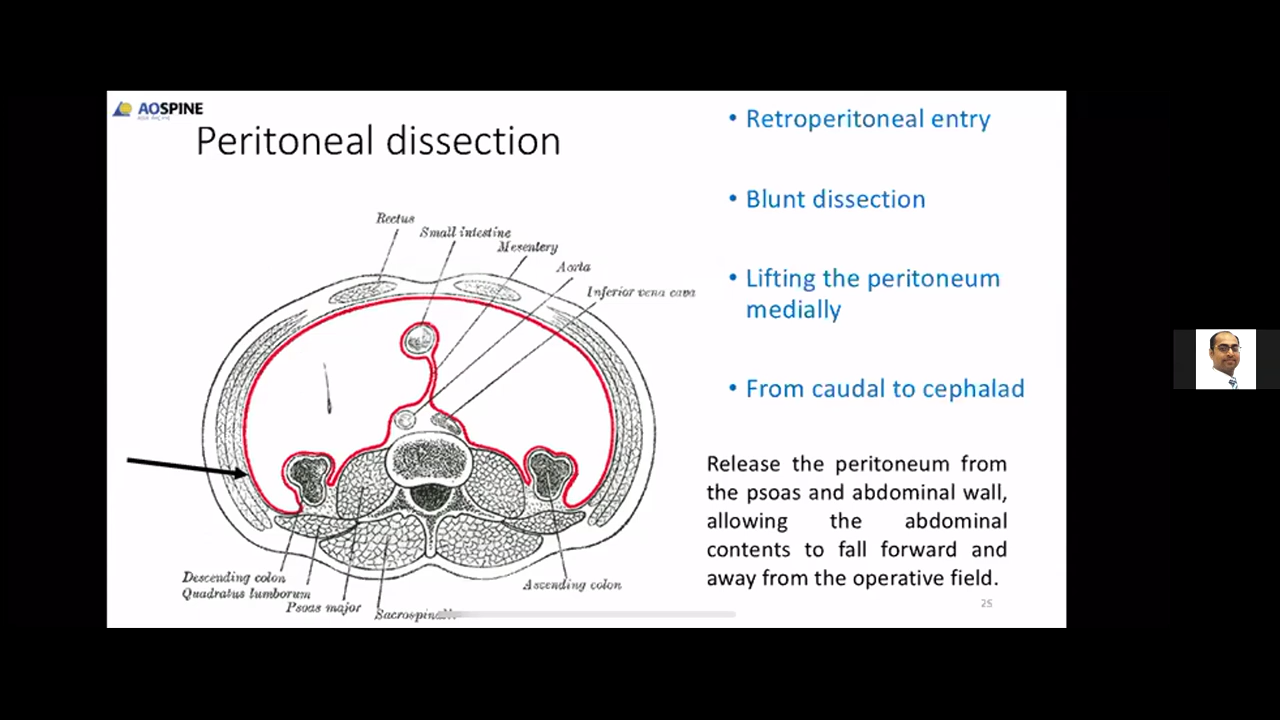 AOSPINE
Peritoneal dissection
Rectus
Small intestine
Mesentery
Aorta
Inferior vena cava
Descending colon
Quadratus lumborum
Psoas major
Ascending colon
• Retroperitoneal entry
• Blunt dissection
• Lifting the peritoneum
medially
• From caudal to cephalad
Release the peritoneum from
the psoas and abdominal wall,
allowing the abdominal
contents to fall forward and
away from the operative field.
25